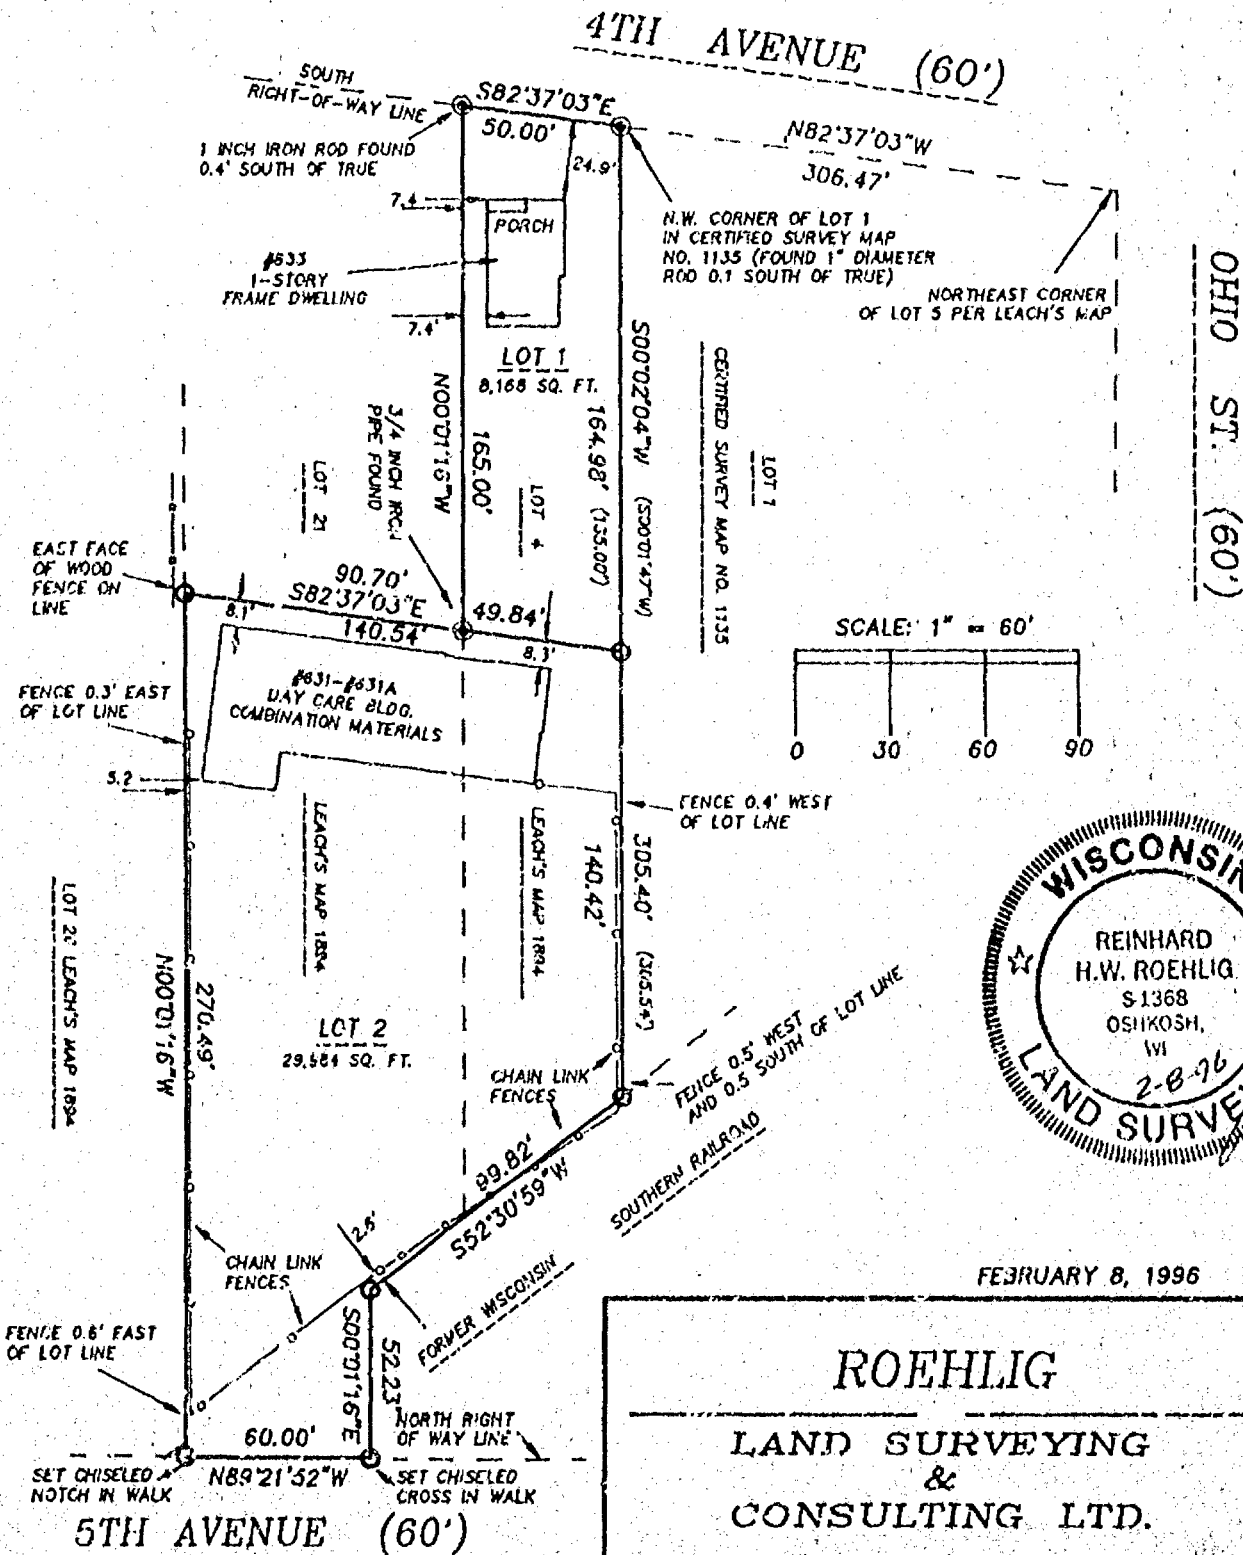 4TH AVENUE (60')
SOUTH
RIGHT-OF-WAY LINE
S82°37'03"E
50.00'
N82°37'03"W
306.47'
1 INCH IRON ROD FOUND
0.4' SOUTH OF TRUE
24.9'
7.4
PORCH
N.W. CORNER OF LOT 1
IN CERTIFIED SURVEY MAP
NO. 1135 (FOUND 1" DIAMETER
ROD 0.1 SOUTH OF TRUE)
#633
1-STORY
FRAME DWELLING
NORTHEAST CORNER
OF LOT 5 PER LEACH'S MAP
OHIO ST. (60')
7.4'
LOT 1
8,168 SQ. FT.
S00°02'04"W (S00°01'47"W)
164.98' (155.00')
CERTIFIED SURVEY MAP NO. 1135
LOT 1
N00°01'16"W
165.00'
3/4 INCH IRON
PIPE FOUND
LOT 21
LOT 4
EAST FACE
OF WOOD
FENCE ON
LINE
90.70'
S82°37'03"E
140.54'
49.84'
8.1'
8.3'
SCALE: 1" = 60'
0 30 60 90
#631-#631A
DAY CARE BLDG.
COMBINATION MATERIALS
FENCE 0.3' EAST
OF LOT LINE
5.2
FENCE 0.4' WEST
OF LOT LINE
LEACH'S MAP 1894
LEACH'S MAP 1894
305.40' (305.54')
140.42'
LEACH'S MAP 1894
270.49'
N00°01'16"W
LOT 2
SQ. FT.
CHAIN LINK
FENCES
FENCE 0.5' WEST
AND 0.5 SOUTH OF LOT LINE
WISCONSIN
REINHARD
H.W. ROEHLIG
S-1368
OSHKOSH,
WI
2-8-96
LAND SURVE
99.82'
S52°30'59"W
SOUTHERN RAILROAD
FORMER WISCONSIN
CHAIN LINK
FENCES
FENCE 0.6' EAST
OF LOT LINE
S00°01'16"E
52.23'
FEBRUARY 8, 1996
60.00'
N89°21'52"W
NORTH RIGHT
OF WAY LINE
SET CHISELED
NOTCH IN WALK
SET CHISELED
CROSS IN WALK
5TH AVENUE (60')
ROEHLIG
LAND SURVEYING
&
CONSULTING LTD.